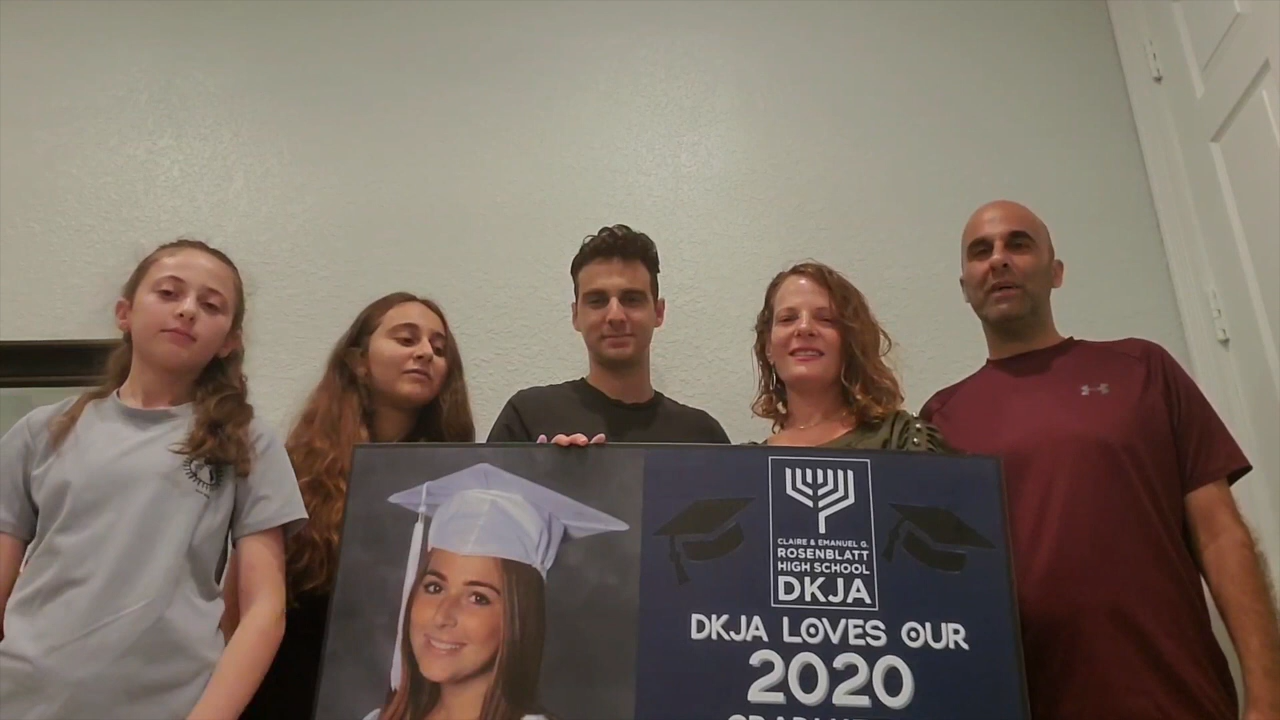 CLAIRE & EMANUEL G.
ROSENBLATT
HIGH SCHOOL
DKJA
DKJA LOVES OUR
2020